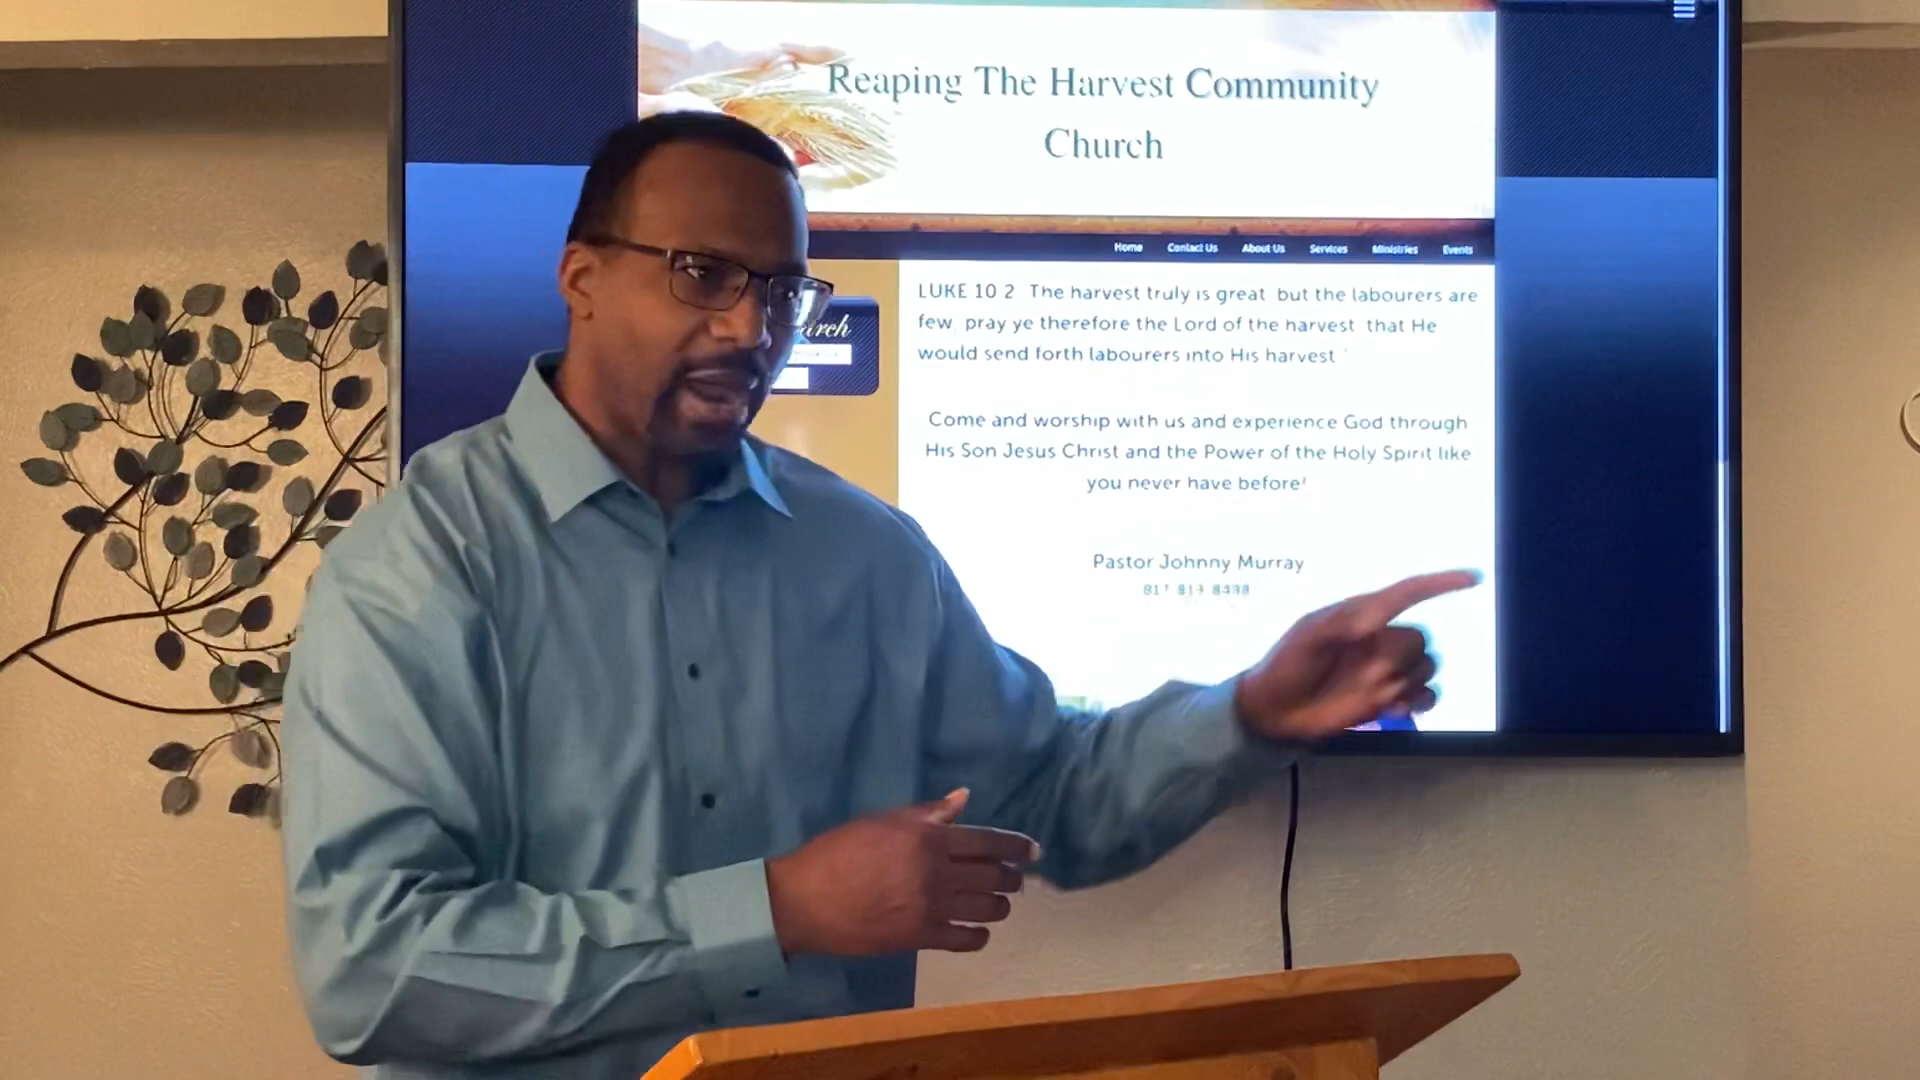 Reaping The Harvest Community
Church
Home Contact Us About Us Services Ministries Events
LUKE 10 2 The harvest truly is great but the labourers are
few, pray ye therefore the Lord of the harvest that He
would send forth labourers into His harvest
Come and worship with us and experience God through
His Son Jesus Christ and the Power of the Holy Spirit like
you never have before!
Pastor Johnny Murray